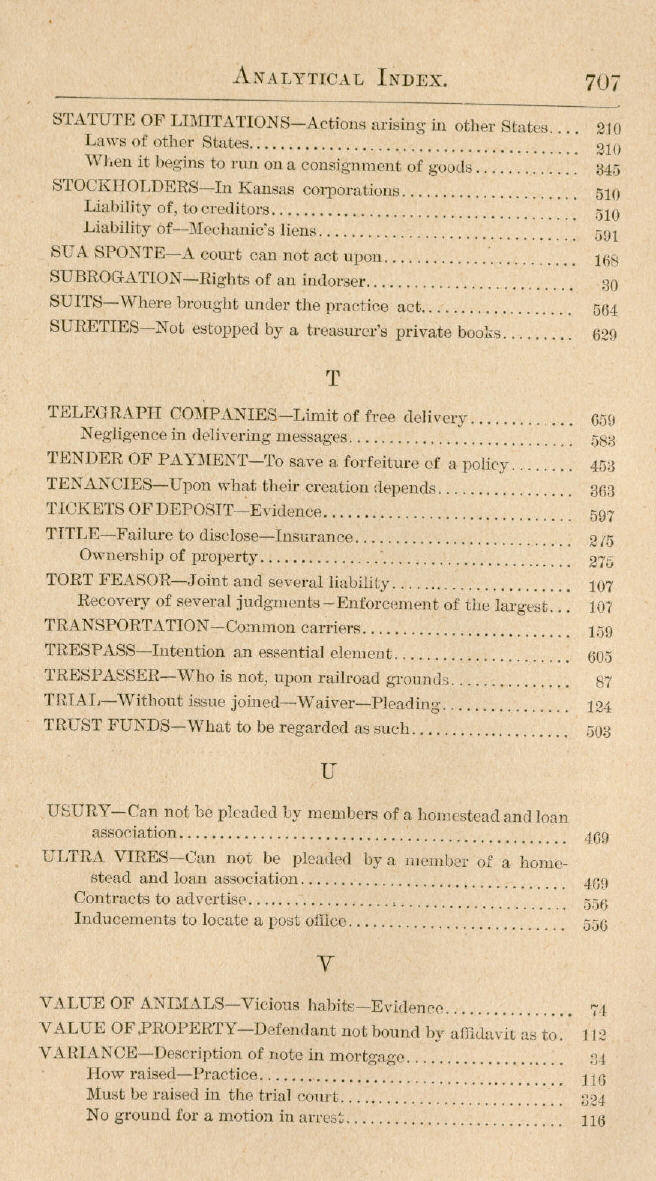 ANALYTICAL INDEX. 707
STATUTE OF LIMITATIONS—Actions arising in other States.... 210
Laws of other States............................................. 210
When it begins to run on a consignment of goods............. 345
STOCKHOLDERS—In Kansas corporations...................... 510
Liability of, to creditors......................................... 510
Liability of—Mechanic's liens................................... 591
SUA SPONTE—A court can not act upon......................... 168
SUBROGATION—Rights of an indorser........................... 30
SUITS—Where brought under the practice act.................. 564
SURETIES—Not estopped by a treasurer's private books......... 629
T
TELEGRAPH COMPANIES—Limit of free delivery............. 659
Negligence in delivering messages............................. 583
TENDER OF PAYMENT—To save a forfeiture of a policy........ 453
TENANCIES—Upon what their creation depends................. 363
TICKETS OF DEPOSIT—Evidence................................ 597
TITLE—Failure to disclose—Insurance............................ 275
Ownership of property......................................... 275
TORT FEASOR—Joint and several liability....................... 107
Recovery of several judgments—Enforcement of the largest... 107
TRANSPORTATION—Common carriers........................... 159
TRESPASS—Intention an essential element....................... 605
TRESPASSER—Who is not, upon railroad grounds............... 87
TRIAL—Without issue joined—Waiver—Pleading................ 124
TRUST FUNDS—What to be regarded as such.................... 503
U
USURY—Can not be pleaded by members of a homestead and loan
association..................................................... 469
ULTRA VIRES—Can not be pleaded by a member of a home-
stead and loan association.................................. 469
Contracts to advertise......................................... 556
Inducements to locate a post office............................ 556
V
VALUE OF ANIMALS—Vicious habits—Evidence................ 74
VALUE OF PROPERTY—Defendant not bound by affidavit as to. 112
VARIANCE—Description of note in mortgage.................... 34
How raised—Practice......................................... 116
Must be raised in the trial court............................. 324
No ground for a motion in arrest............................ 116